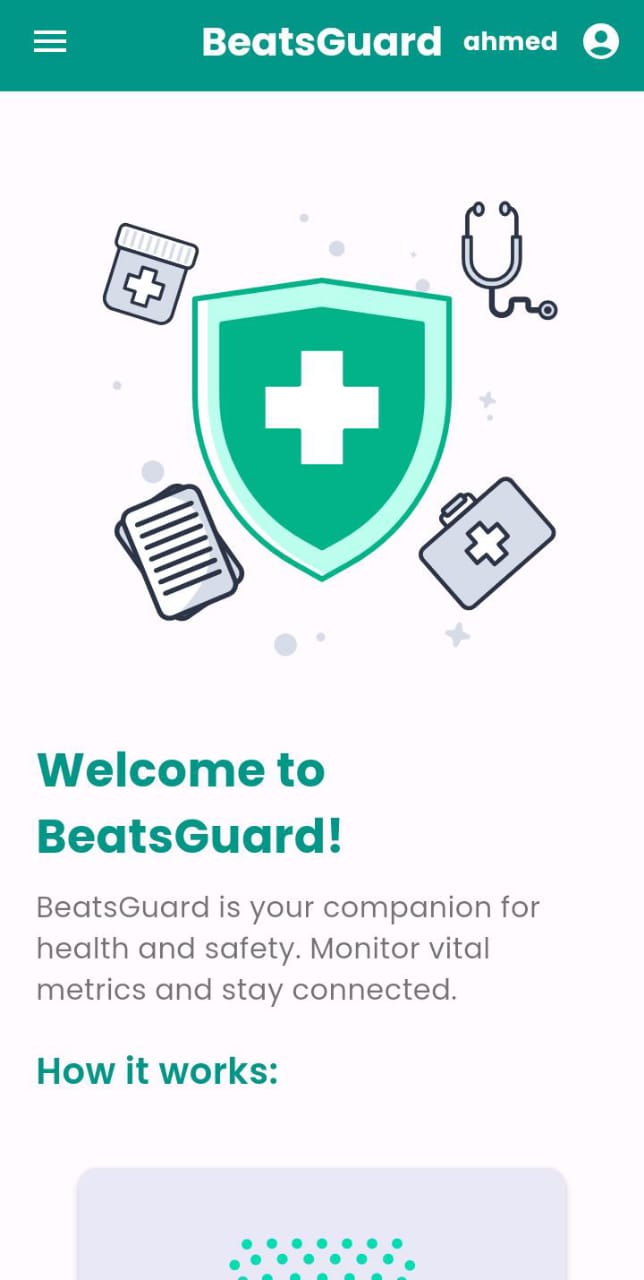 BeatsGuard ahmed
Welcome to
BeatsGuard!
BeatsGuard is your companion for
health and safety. Monitor vital
metrics and stay connected.
How it works: